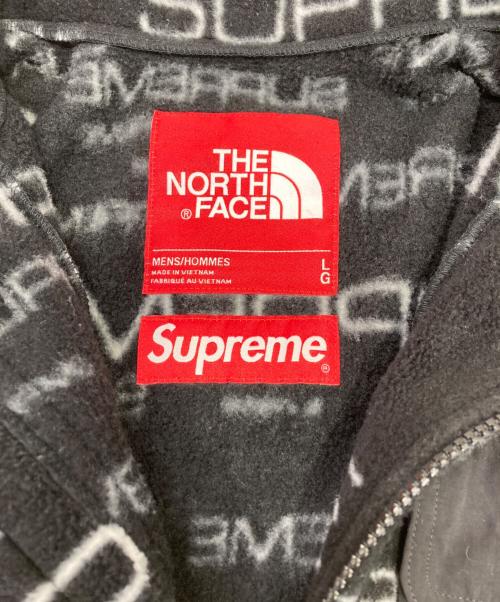 SUPREME
THE
NORTH
FACE
®
MENS/HOMMES
MADE IN VIETNAM
FABRIQUÉ AU VIETNAM
L
G
Supreme
®